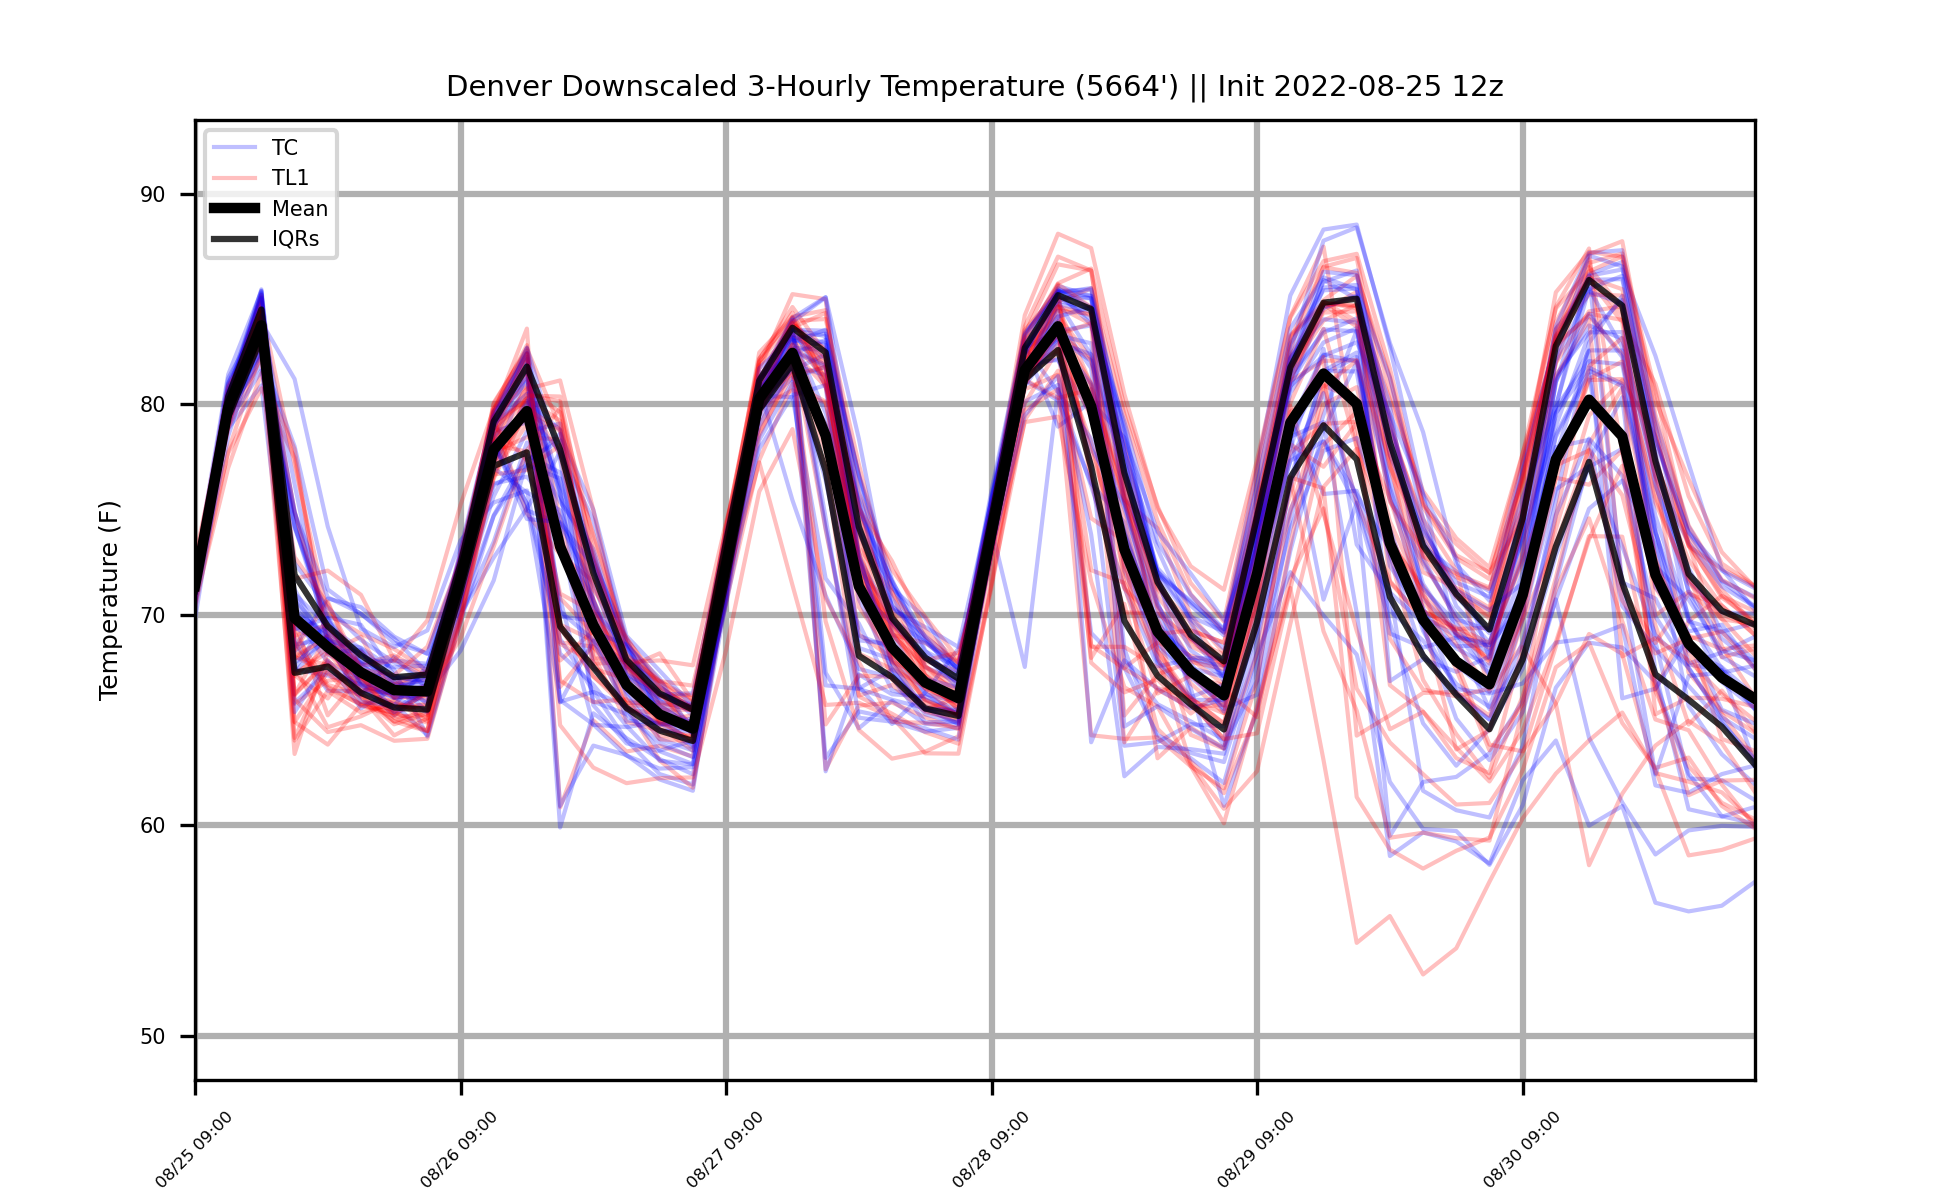 Denver Downscaled 3-Hourly Temperature (5664') || Init 2022-08-25 12z
TC
TL1
Mean
IQRs
Temperature (F)
90
80
70
60
50
08/25 09:00
08/26 09:00
08/27 09:00
08/28 09:00
08/29 09:00
08/30 09:00